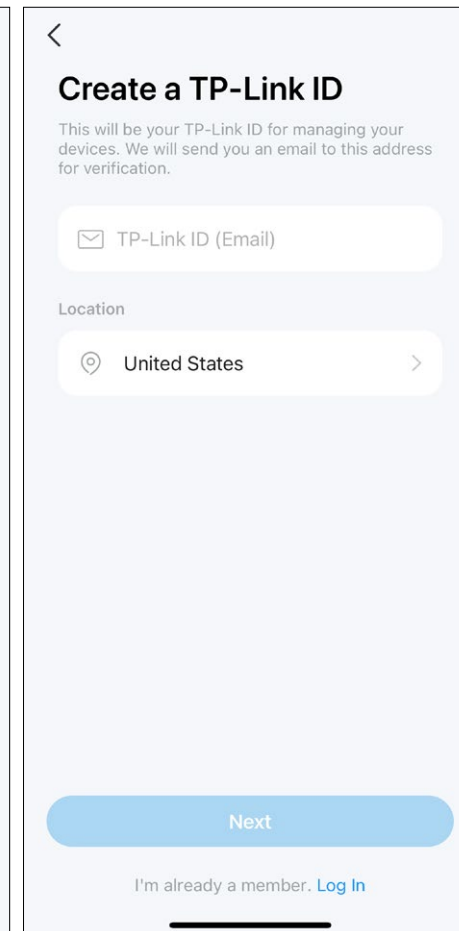 Create a TP-Link ID
This will be your TP-Link ID for managing your
devices. We will send you an email to this address
for verification.
TP-Link ID (Email)
Location
United States
Next
I'm already a member. Log In